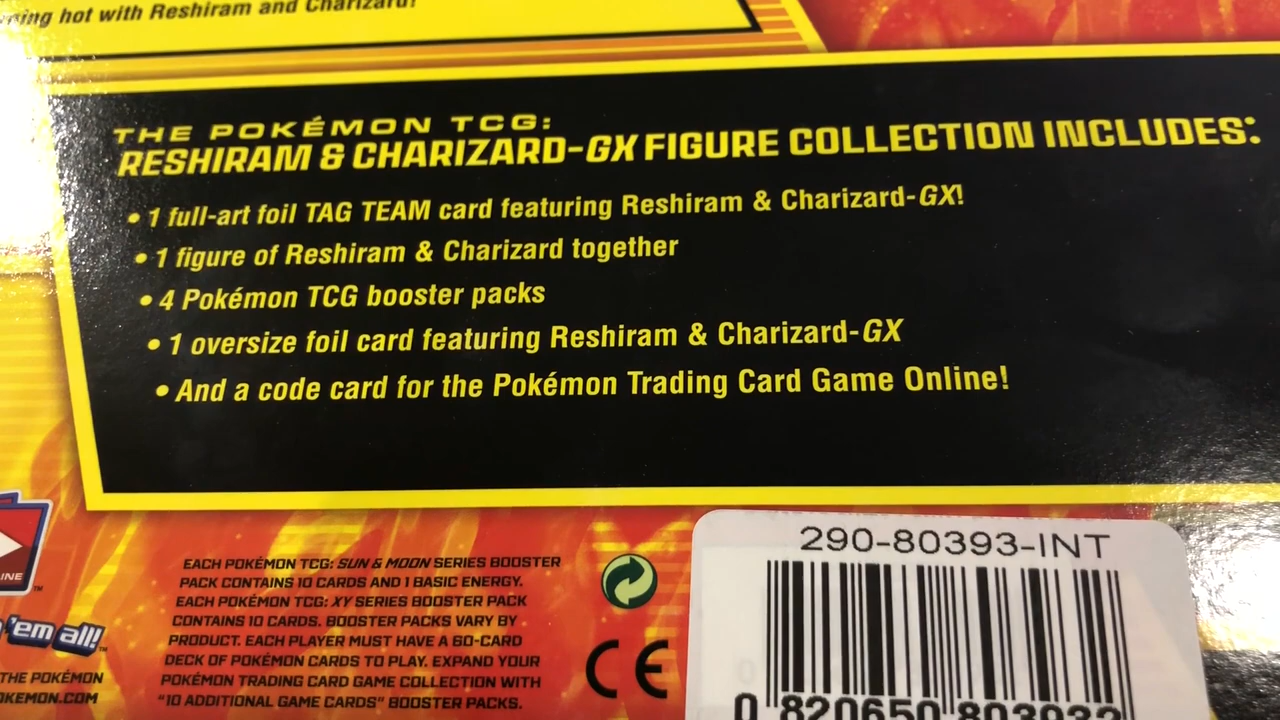 hot with Reshiram and Charizard!
THE POKÉMON TCG:
RESHIRAM & CHARIZARD-GX FIGURE COLLECTION INCLUDES:
• 1 full-art foil TAG TEAM card featuring Reshiram & Charizard-GX!
• 1 figure of Reshiram & Charizard together
• 4 Pokémon TCG booster packs
• 1 oversize foil card featuring Reshiram & Charizard-GX
• And a code card for the Pokémon Trading Card Game Online!
INE™
'em all!™
THE POKÉMON
OKEMON.COM
EACH POKÉMON TCG: SUN & MOON SERIES BOOSTER
PACK CONTAINS 10 CARDS AND 1 BASIC ENERGY.
EACH POKÉMON TCG: XY SERIES BOOSTER PACK
CONTAINS 10 CARDS. BOOSTER PACKS VARY BY
PRODUCT. EACH PLAYER MUST HAVE A 60-CARD
DECK OF POKÉMON CARDS TO PLAY. EXPAND YOUR
POKÉMON TRADING CARD GAME COLLECTION WITH
"10 ADDITIONAL GAME CARDS" BOOSTER PACKS.
CE
290-80393-INT
0 820650 803932